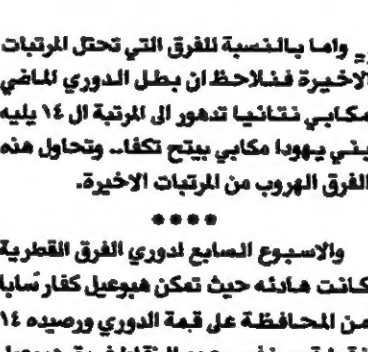 واما بالنسبة للفرق التي تحتل المرتبات
الاخيرة فنلاحظ ان بطل الدوري الماضي
مكابي نتانيا تدهور الى المرتبة ال ١٤ يليه
بني يهودا مكابي بيتح تكفا.. وتحاول هذه
الفرق الهروب من المرتبات الاخيرة.
****
والاسبوع السابع لدوري الفرق القطرية
كانت هادئه حيث تمكن هبوعيل كفار سابا
من المحافظة على قمة الدوري ورصيده ١٤